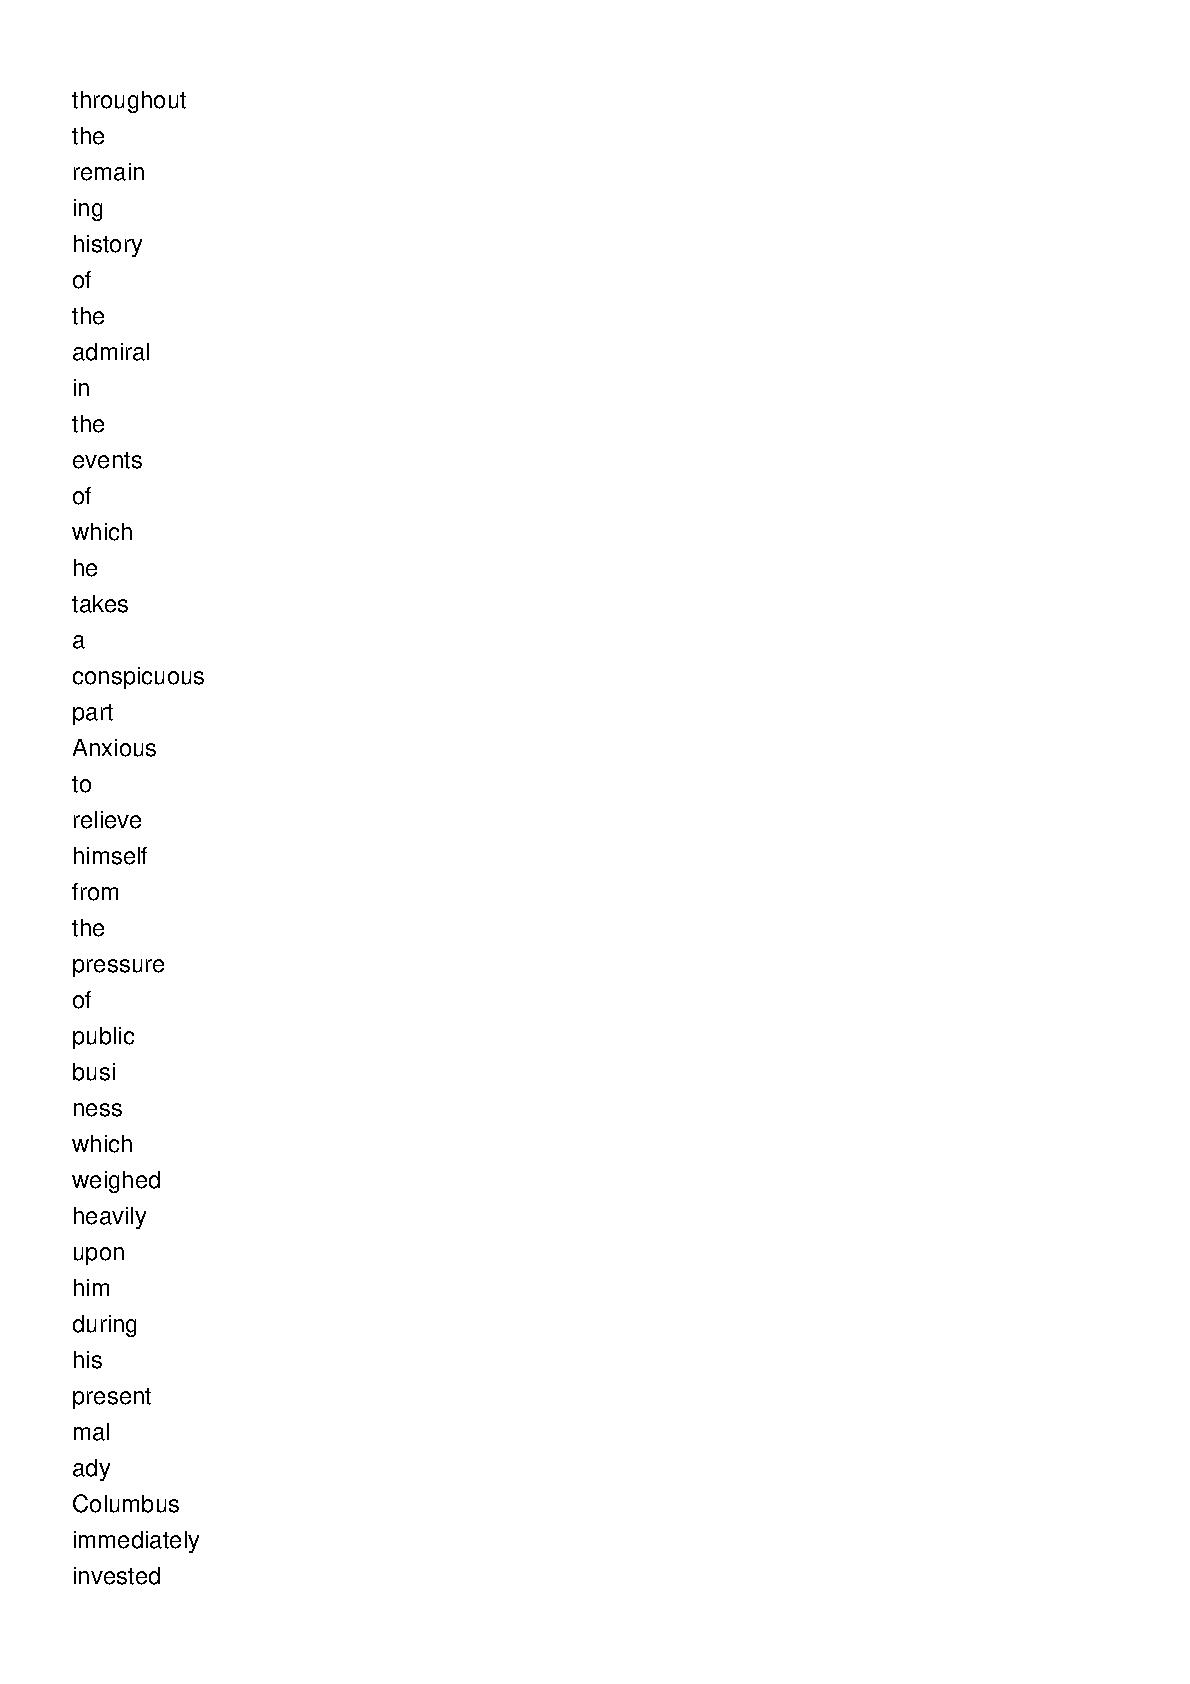 throughout
the
remain
ing
history
of
the
admiral
in
the
events
of
which
he
takes
a
conspicuous
part
Anxious
to
relieve
himself
from
the
pressure
of
public
busi
ness
which
weighed
heavily
upon
him
during
his
present
mal
ady
Columbus
immediately
invested